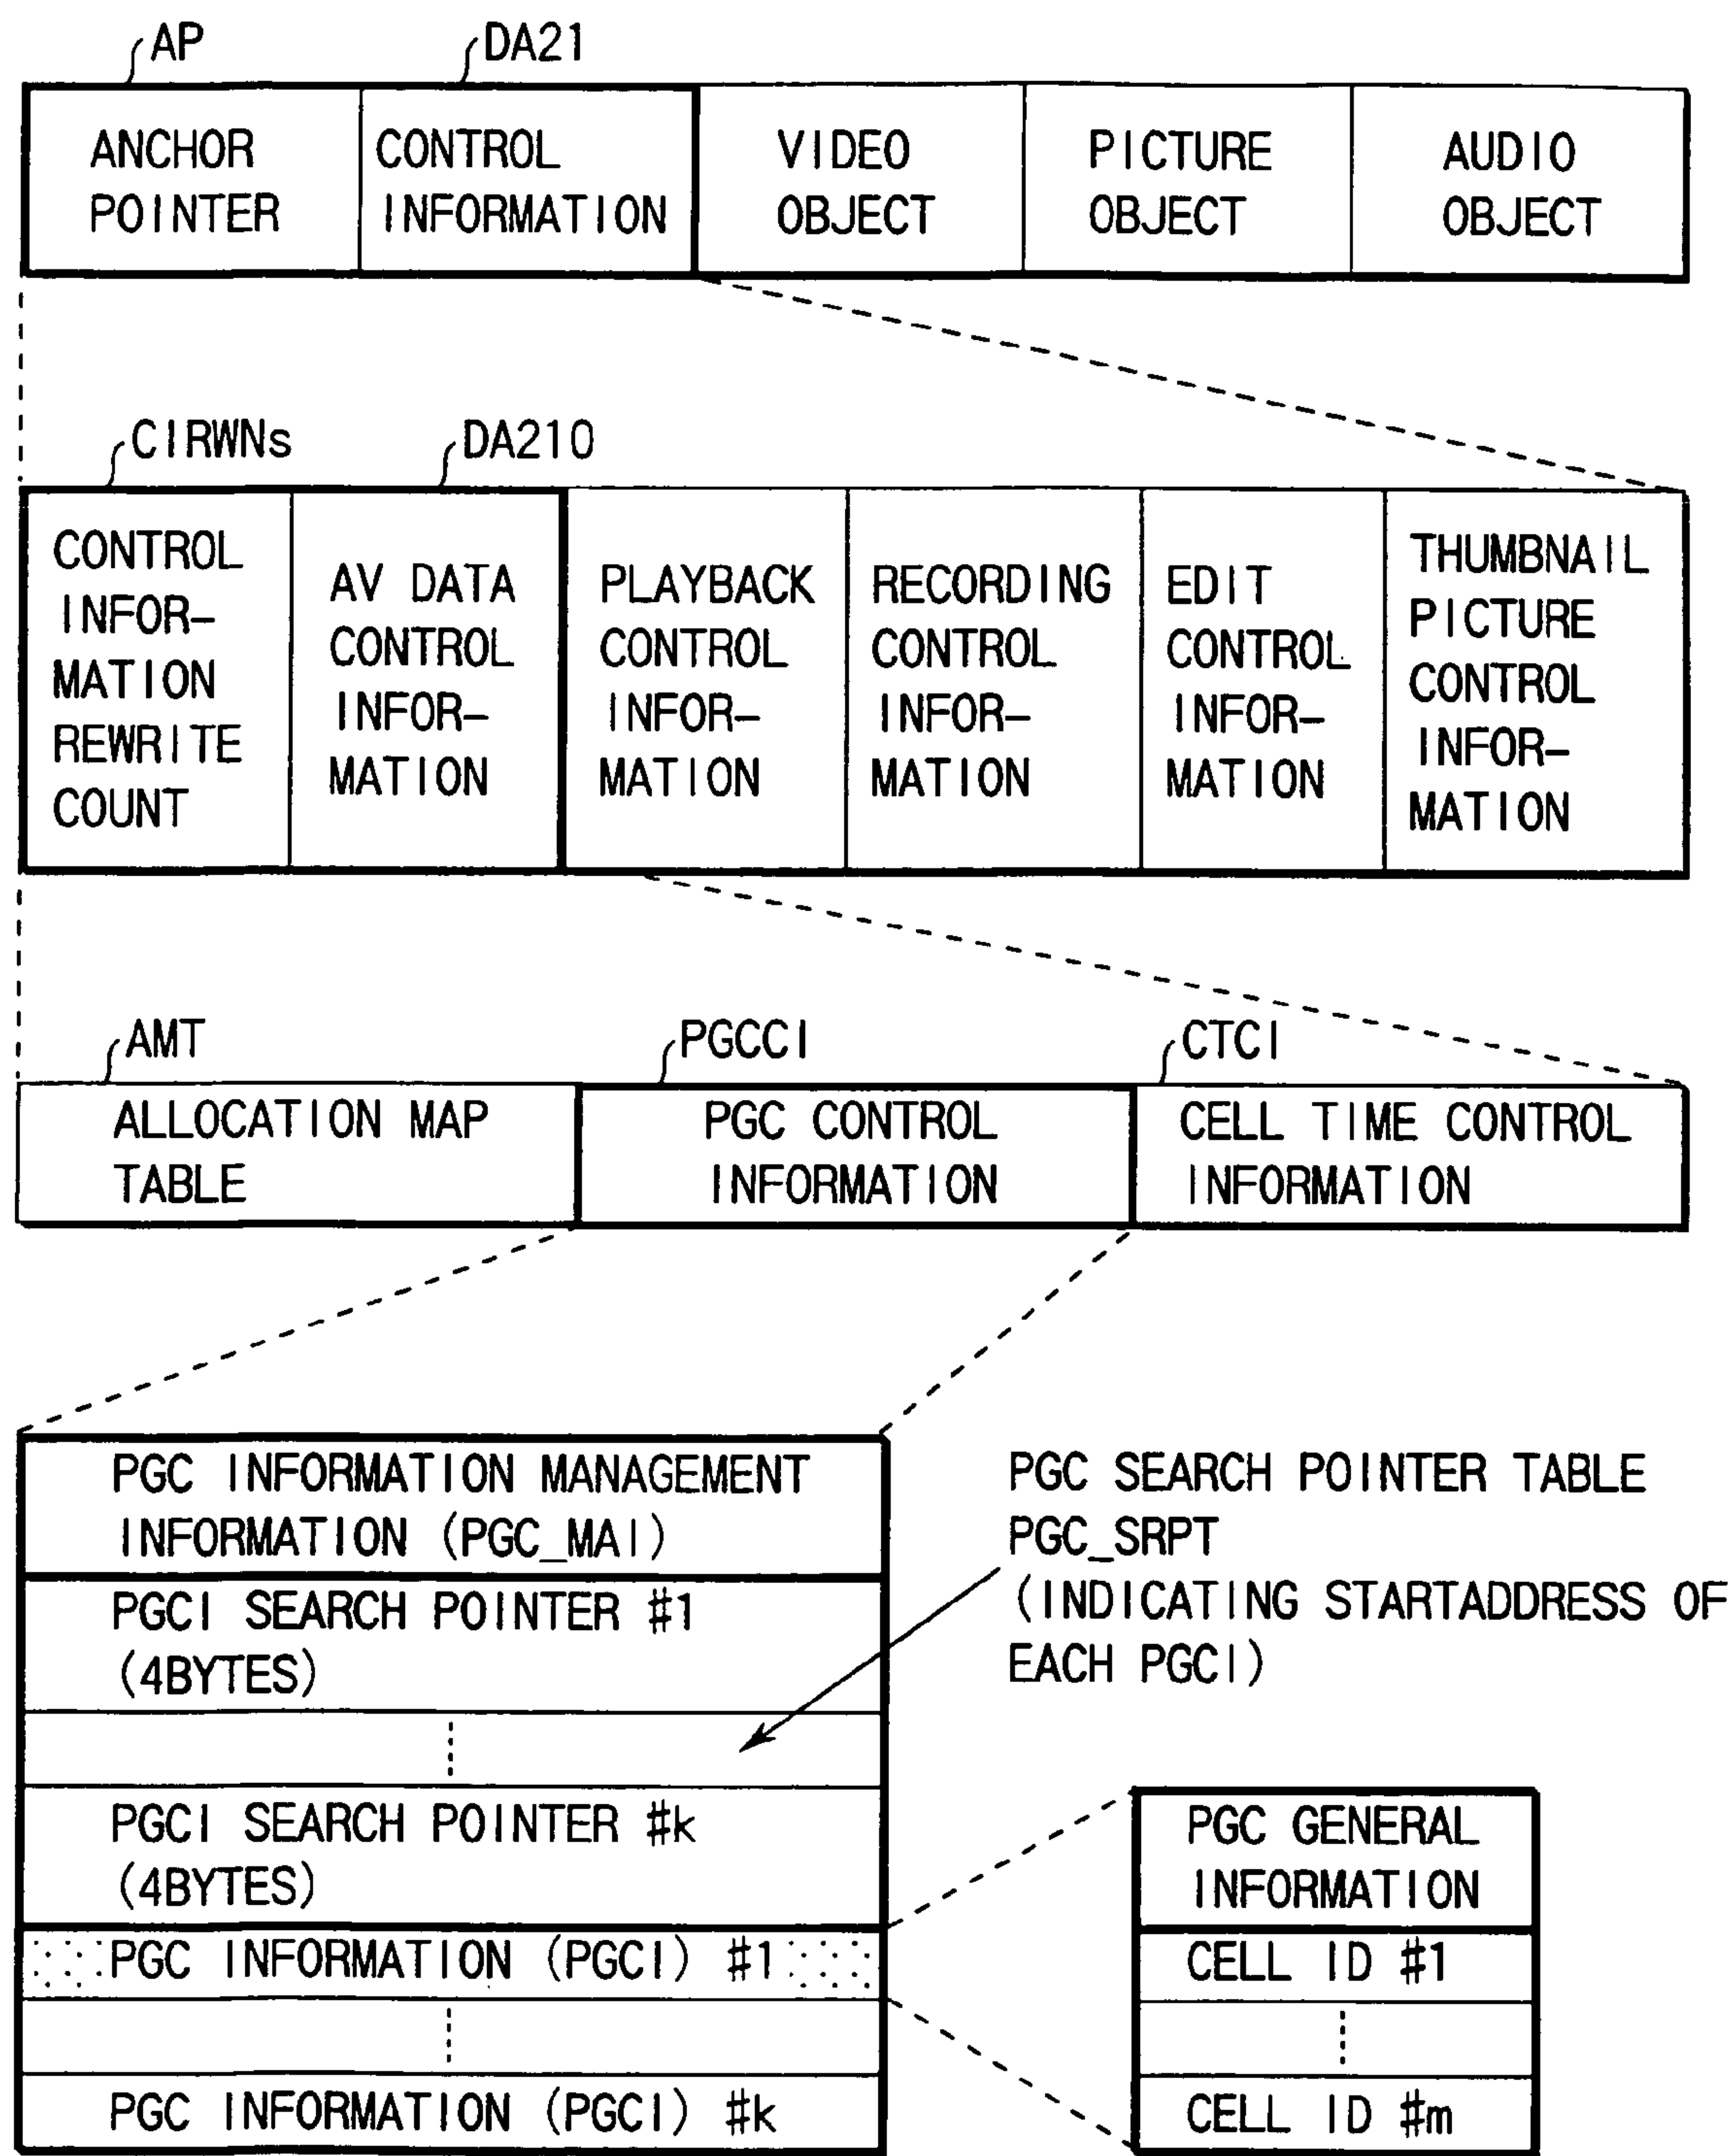 AP
DA21
ANCHOR
POINTER
CONTROL
INFORMATION
VIDEO
OBJECT
PICTURE
OBJECT
AUDIO
OBJECT
CIRWNs
DA210
CONTROL
INFOR-
MATION
REWRITE
COUNT
AV DATA
CONTROL
INFOR-
MATION
PLAYBACK
CONTROL
INFOR-
MATION
RECORDING
CONTROL
INFOR-
MATION
EDIT
CONTROL
INFOR-
MATION
THUMBNAIL
PICTURE
CONTROL
INFOR-
MATION
AMT
PGCCI
CTCI
ALLOCATION MAP
TABLE
PGC CONTROL
INFORMATION
CELL TIME CONTROL
INFORMATION
PGC INFORMATION MANAGEMENT
INFORMATION (PGC_MAI)
PGCI SEARCH POINTER #1
(4BYTES)
PGCI SEARCH POINTER #k
(4BYTES)
PGC INFORMATION (PGCI) #1
PGC INFORMATION (PGCI) #k
PGC SEARCH POINTER TABLE
PGC_SRPT
(INDICATING STARTADDRESS OF
EACH PGCI)
PGC GENERAL
INFORMATION
CELL ID #1
CELL ID #m